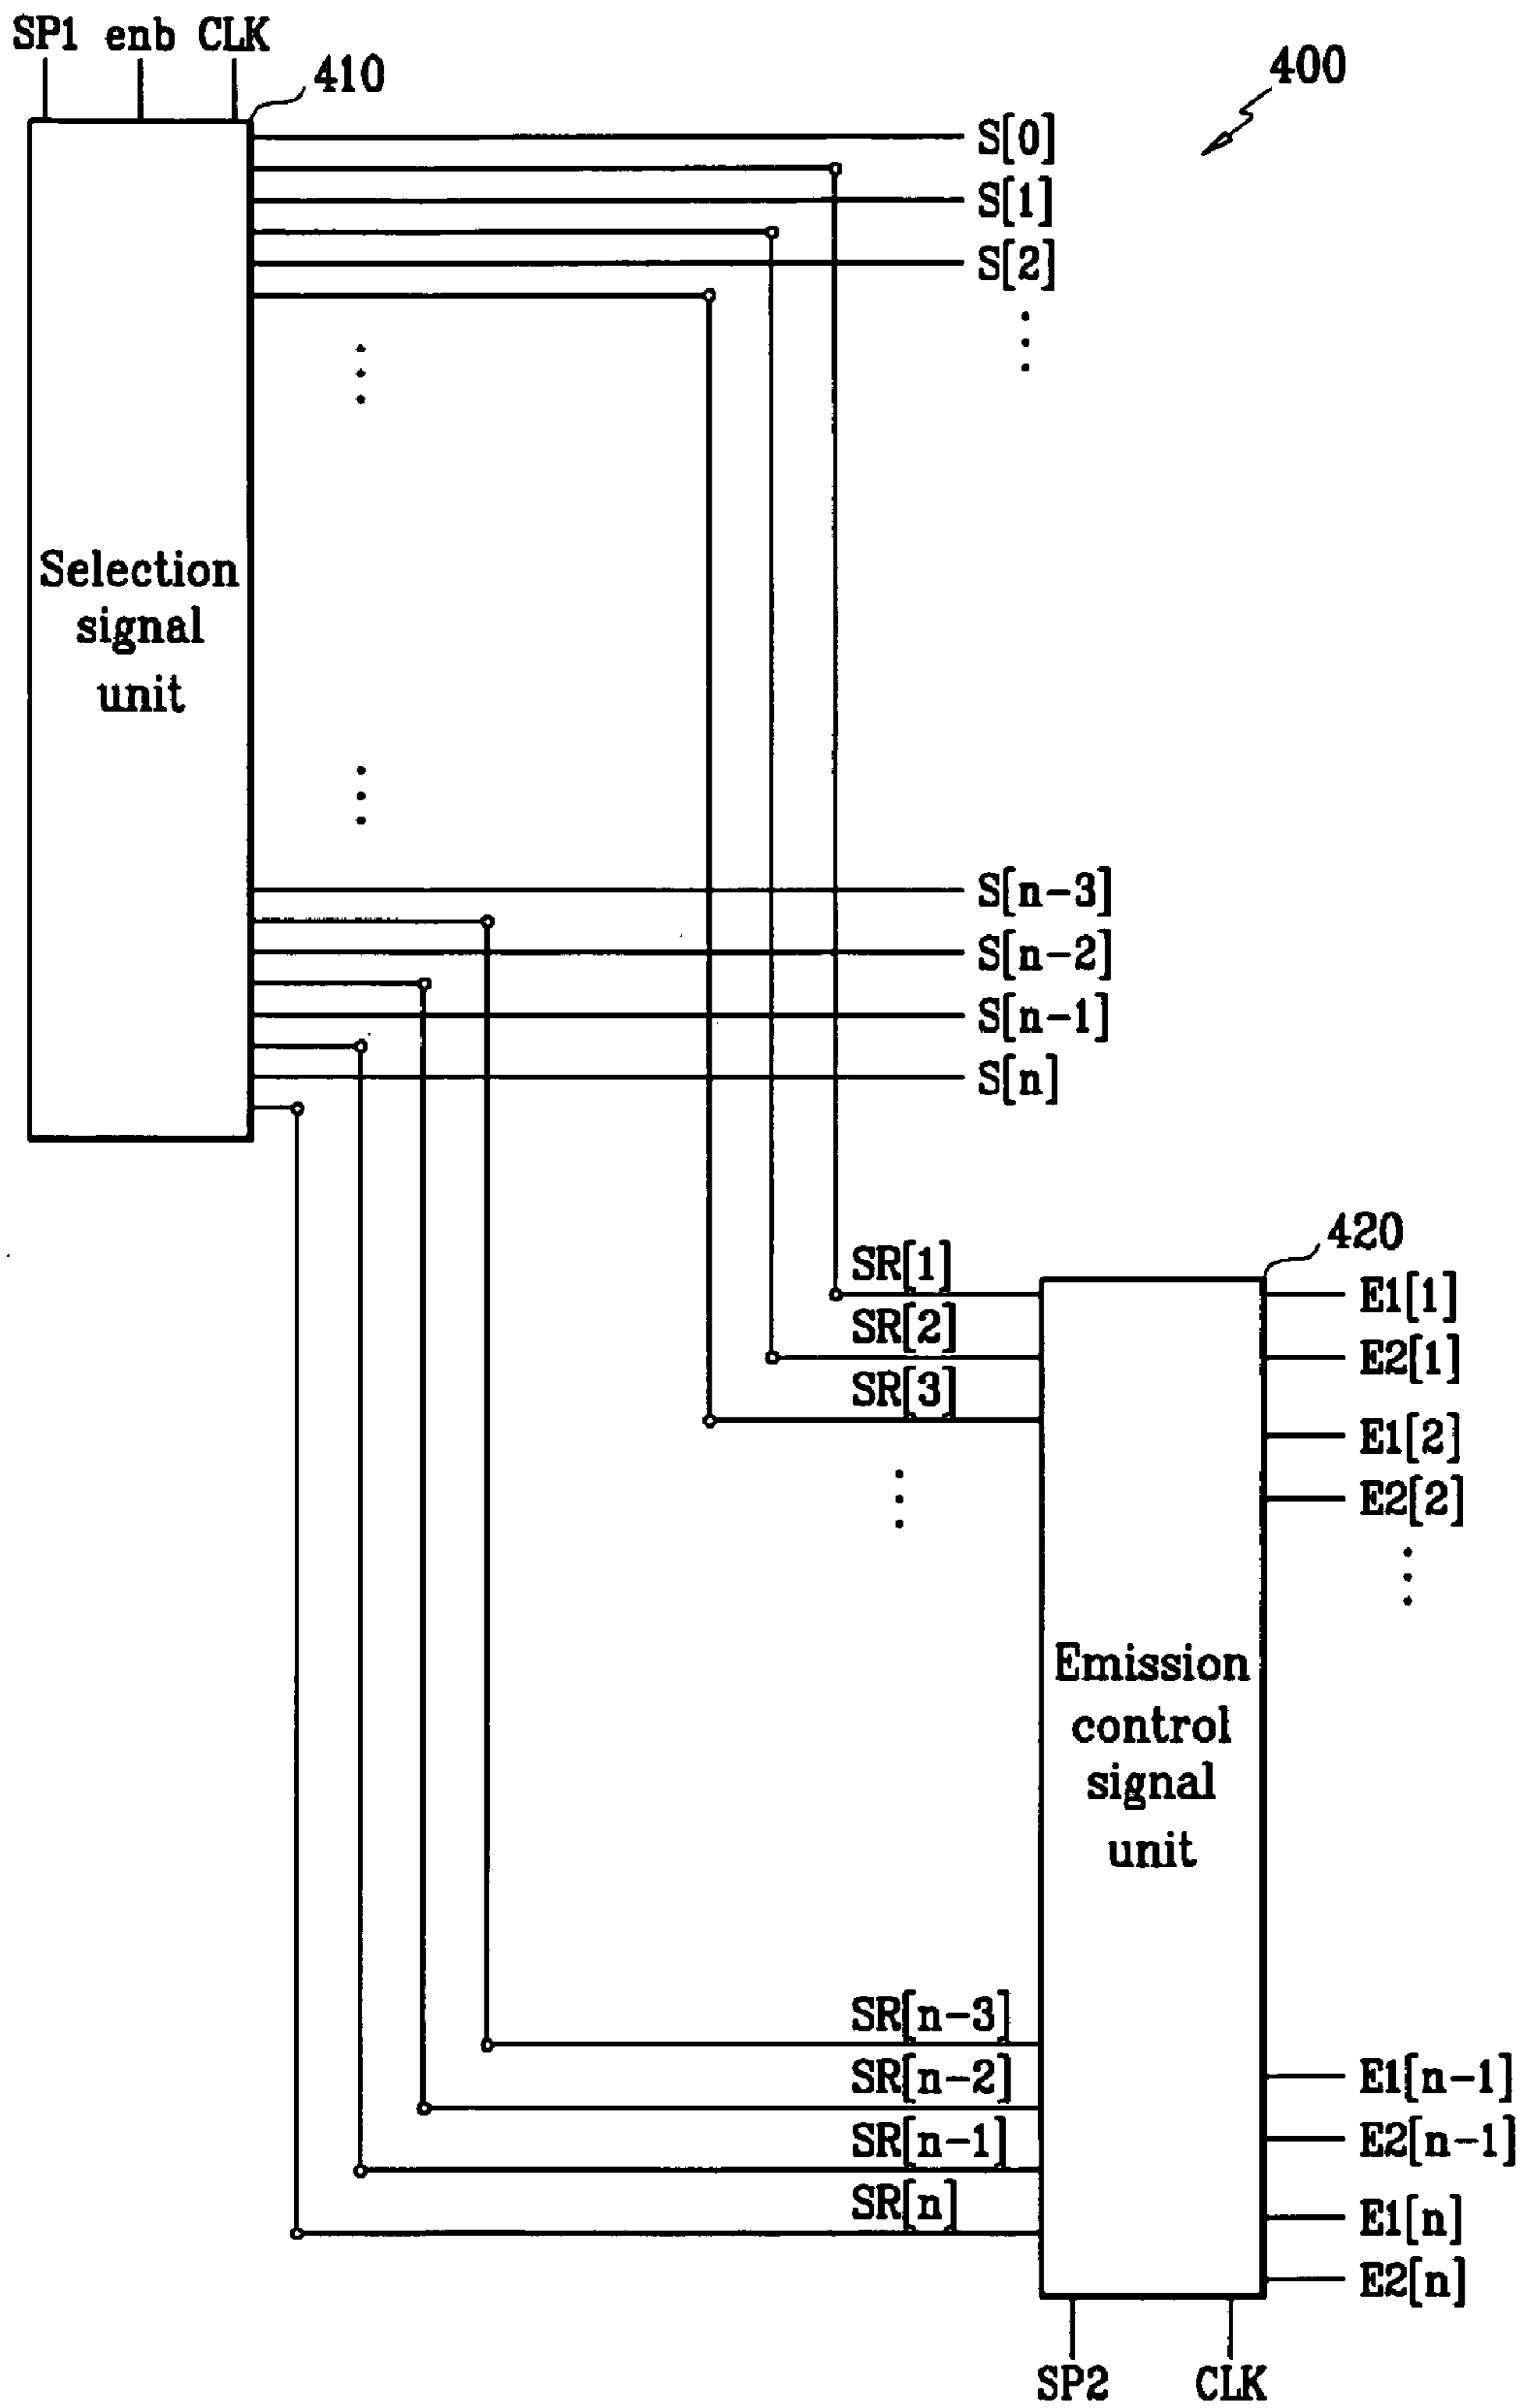 SP1 enb CLK
410
400
S[0]
S[1]
S[2]
Selection
signal
unit
S[n-3]
S[n-2]
S[n-1]
S[n]
420
SR[1]
SR[2]
SR[3]
E1[1]
E2[1]
E1[2]
E2[2]
Emission
control
signal
unit
SR[n-3]
SR[n-2]
SR[n-1]
SR[n]
E1[n-1]
E2[n-1]
E1[n]
E2[n]
SP2 CLK